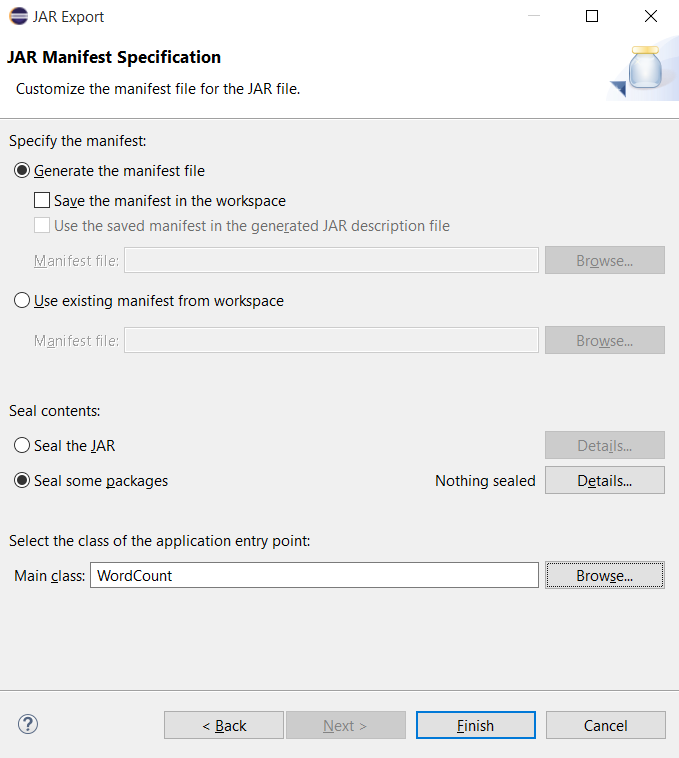 JAR Export
JAR Manifest Specification
Customize the manifest file for the JAR file.
Specify the manifest:
Generate the manifest file
Save the manifest in the workspace
Use the saved manifest in the generated JAR description file
Manifest file: Browse...
Use existing manifest from workspace
Manifest file: Browse...
Seal contents:
Seal the JAR Details...
Seal some packages Nothing sealed Details...
Select the class of the application entry point:
Main class: WordCount Browse...
? < Back Next > Finish Cancel